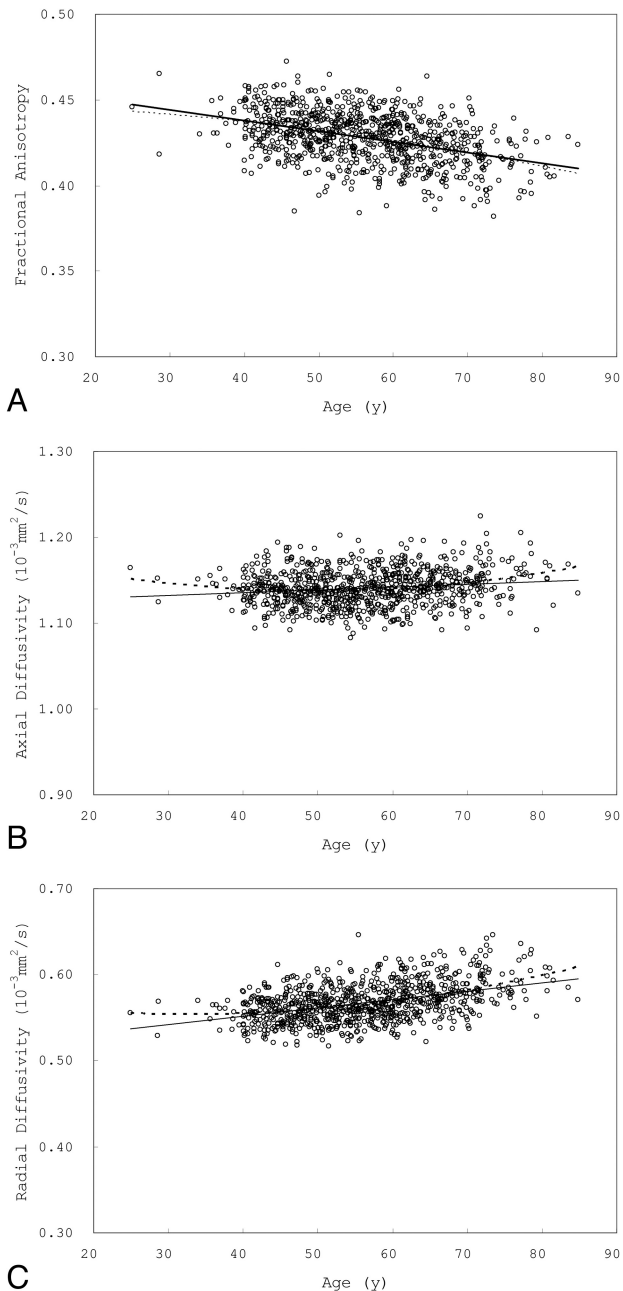 0.50
0.45
0.40
0.35
0.30
Fractional Anisotropy
20 30 40 50 60 70 80 90
Age (y)
A
1.30
1.20
1.10
1.00
0.90
Axial Diffusivity (10⁻³mm²/s)
20 30 40 50 60 70 80 90
Age (y)
B
0.70
0.60
0.50
0.40
0.30
Radial Diffusivity (10⁻³mm²/s)
20 30 40 50 60 70 80 90
Age (y)
C